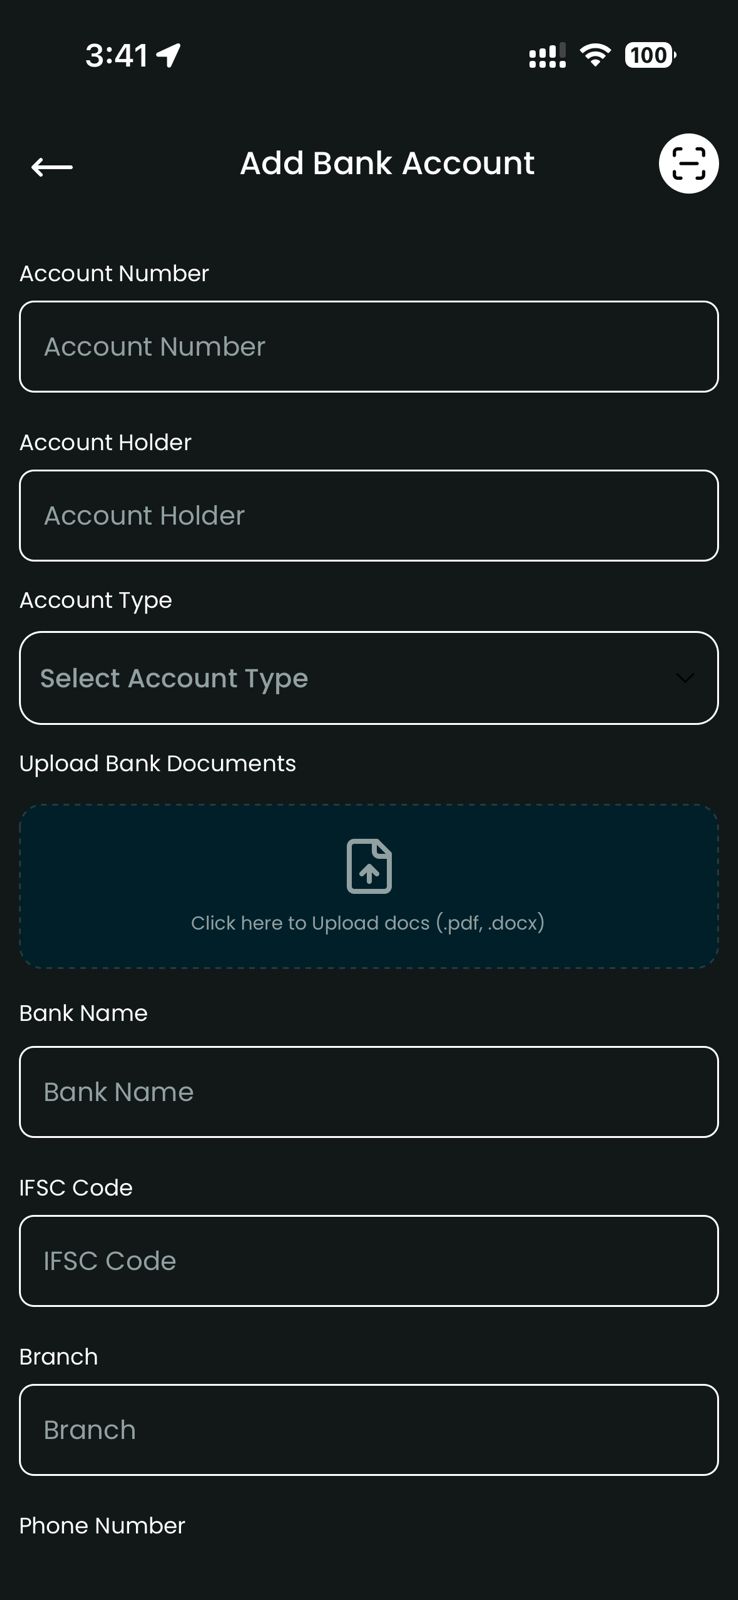 3:41
100
Add Bank Account
Account Number
Account Number
Account Holder
Account Holder
Account Type
Select Account Type
Upload Bank Documents
Click here to Upload docs (.pdf, .docx)
Bank Name
Bank Name
IFSC Code
IFSC Code
Branch
Branch
Phone Number